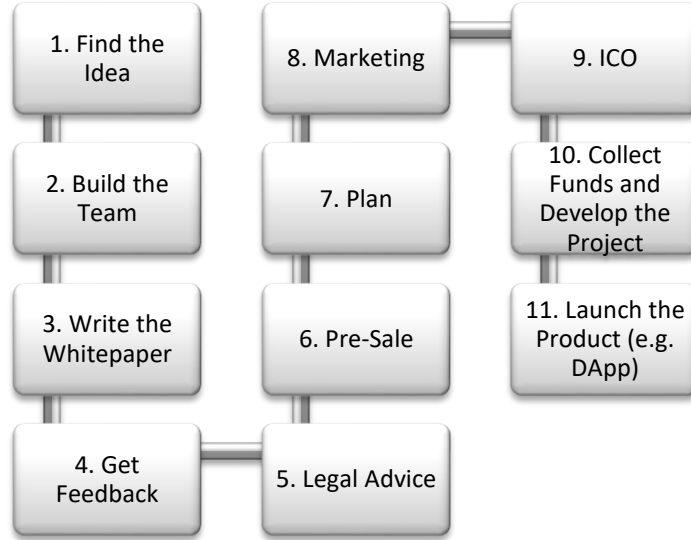 1. Find the
Idea
2. Build the
Team
3. Write the
Whitepaper
4. Get
Feedback
5. Legal Advice
6. Pre-Sale
7. Plan
8. Marketing
9. ICO
10. Collect
Funds and
Develop the
Project
11. Launch the
Product (e.g.
DApp)